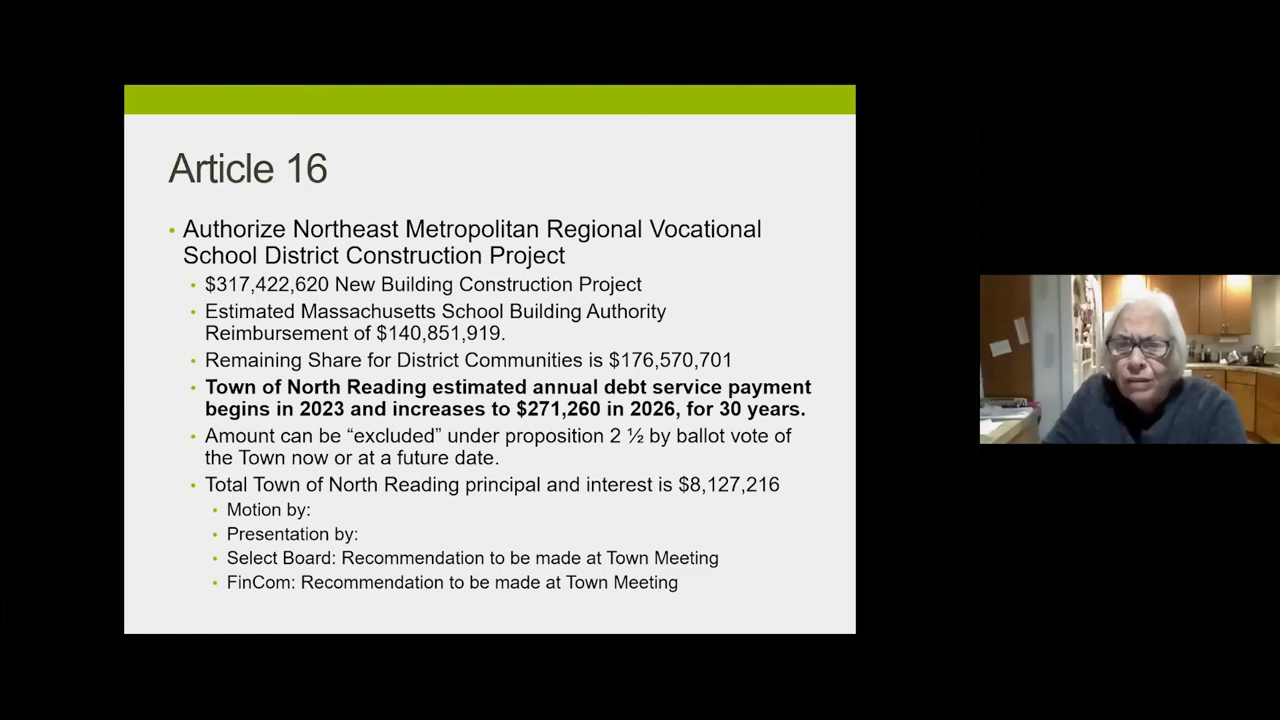 Article 16
• Authorize Northeast Metropolitan Regional Vocational
School District Construction Project
• $317,422,620 New Building Construction Project
• Estimated Massachusetts School Building Authority
Reimbursement of $140,851,919.
• Remaining Share for District Communities is $176,570,701
• Town of North Reading estimated annual debt service payment
begins in 2023 and increases to $271,260 in 2026, for 30 years.
• Amount can be “excluded” under proposition 2 ½ by ballot vote of
the Town now or at a future date.
• Total Town of North Reading principal and interest is $8,127,216
• Motion by:
• Presentation by:
• Select Board: Recommendation to be made at Town Meeting
• FinCom: Recommendation to be made at Town Meeting